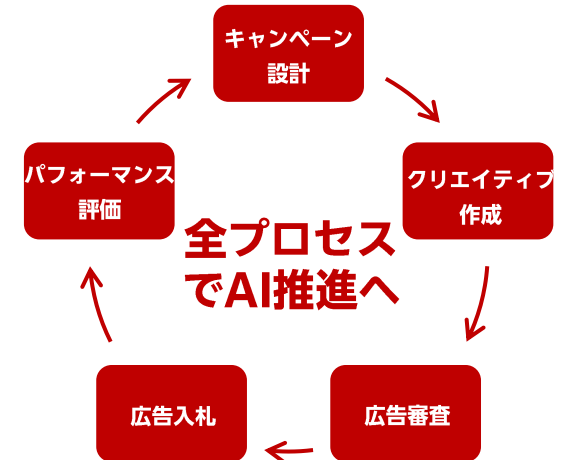 キャンペーン
設計
パフォーマンス
評価
クリエイティブ
作成
全プロセス
でAI推進へ
広告入札
広告審査